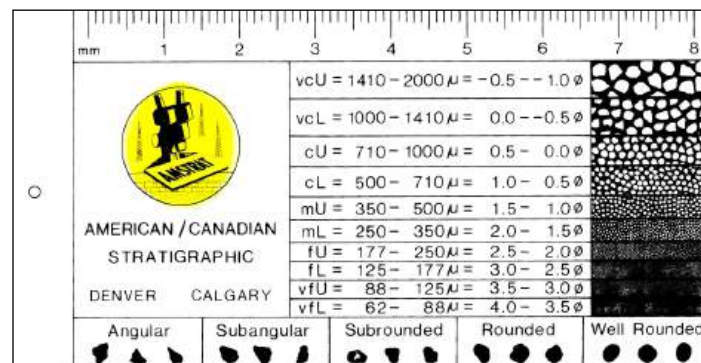 mm 1 2 3 4 5 6 7 8
AMSTRAT
AMERICAN/CANADIAN
STRATIGRAPHIC
DENVER CALGARY
vcU = 1410 - 2000 µ = -0.5 - -1.0 ø
vcL = 1000 - 1410 µ = 0.0 - -0.5 ø
cU = 710 - 1000 µ = 0.5 - 0.0 ø
cL = 500 - 710 µ = 1.0 - 0.5 ø
mU = 350 - 500 µ = 1.5 - 1.0 ø
mL = 250 - 350 µ = 2.0 - 1.5 ø
fU = 177 - 250 µ = 2.5 - 2.0 ø
fL = 125 - 177 µ = 3.0 - 2.5 ø
vfU = 88 - 125 µ = 3.5 - 3.0 ø
vfL = 62 - 88 µ = 4.0 - 3.5 ø
Angular Subangular Subrounded Rounded Well Rounded